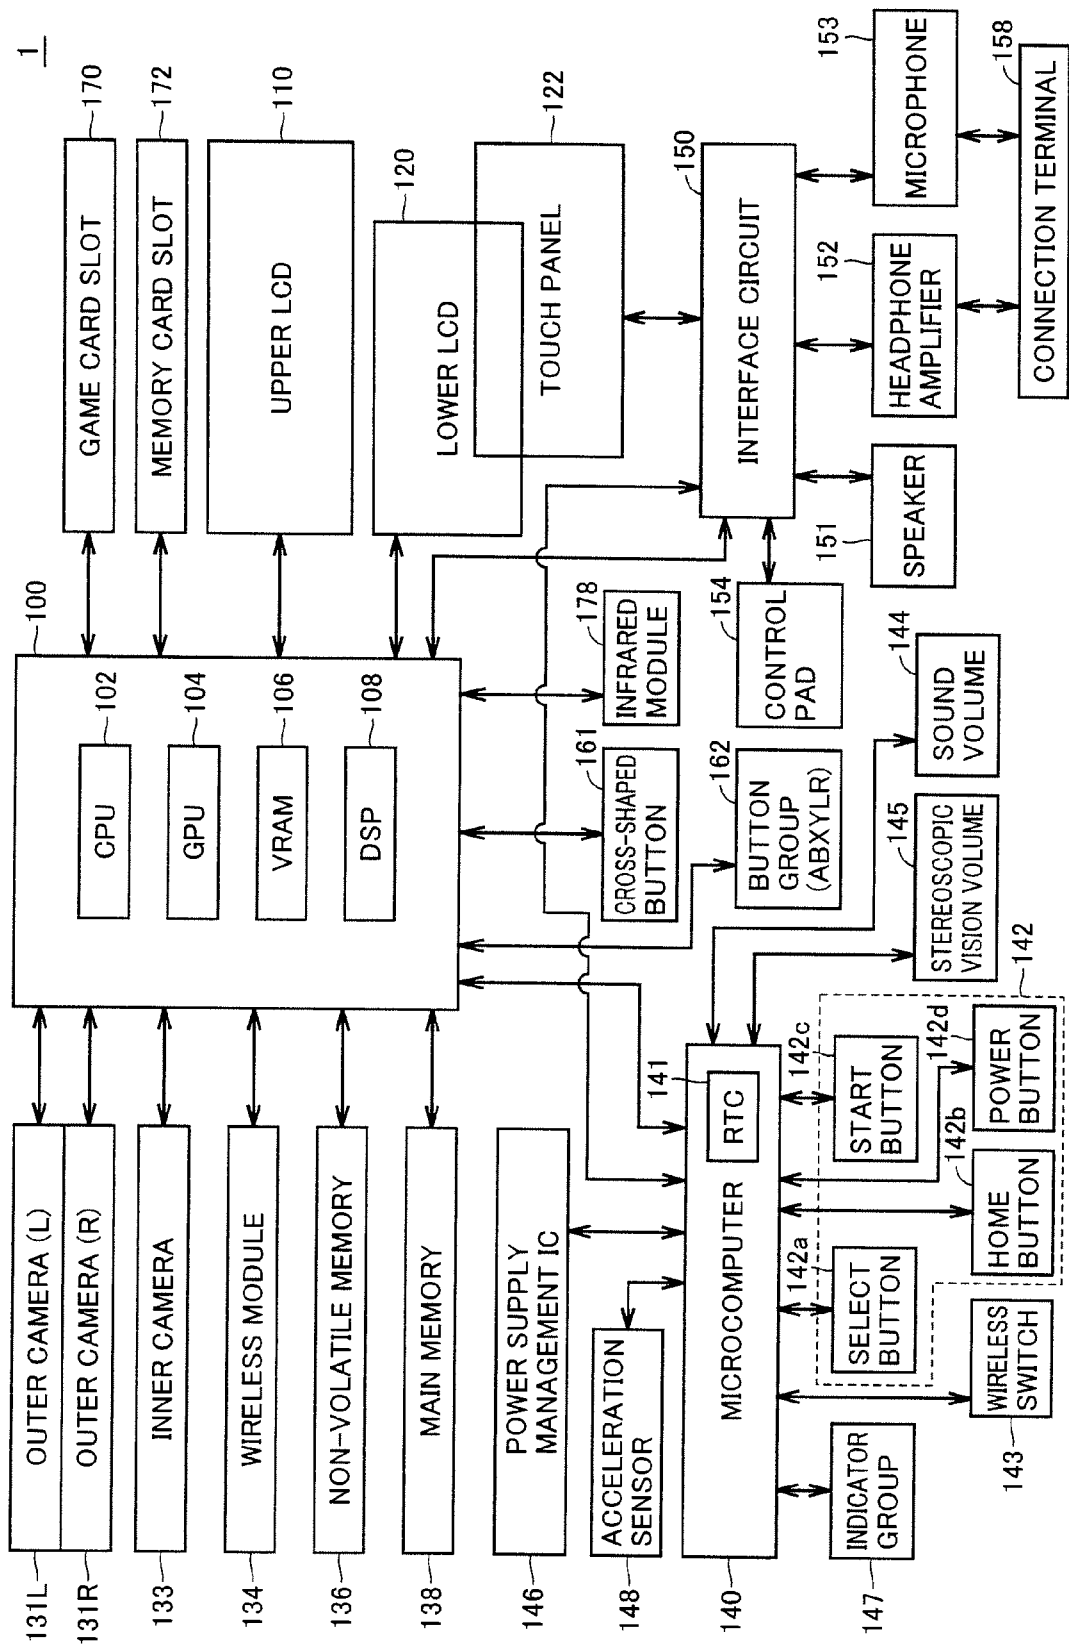 1
OUTER CAMERA (L)
131L
OUTER CAMERA (R)
131R
INNER CAMERA
133
WIRELESS MODULE
134
NON-VOLATILE MEMORY
136
MAIN MEMORY
138
POWER SUPPLY
MANAGEMENT IC
146
ACCELERATION
SENSOR
148
100
CPU
102
GPU
104
VRAM
106
DSP
108
GAME CARD SLOT
170
MEMORY CARD SLOT
172
UPPER LCD
110
LOWER LCD
120
TOUCH PANEL
122
INFRARED
MODULE
178
CROSS-SHAPED
BUTTON
161
BUTTON
GROUP
(ABXYLR)
162
CONTROL
PAD
154
INTERFACE CIRCUIT
150
SPEAKER
151
HEADPHONE
AMPLIFIER
152
MICROPHONE
153
CONNECTION TERMINAL
158
MICROCOMPUTER
140
RTC
141
SOUND
VOLUME
144
STEREOSCOPIC
VISION VOLUME
145
142
SELECT
BUTTON
142a
HOME
BUTTON
142b
START
BUTTON
142c
POWER
BUTTON
142d
WIRELESS
SWITCH
143
INDICATOR
GROUP
147